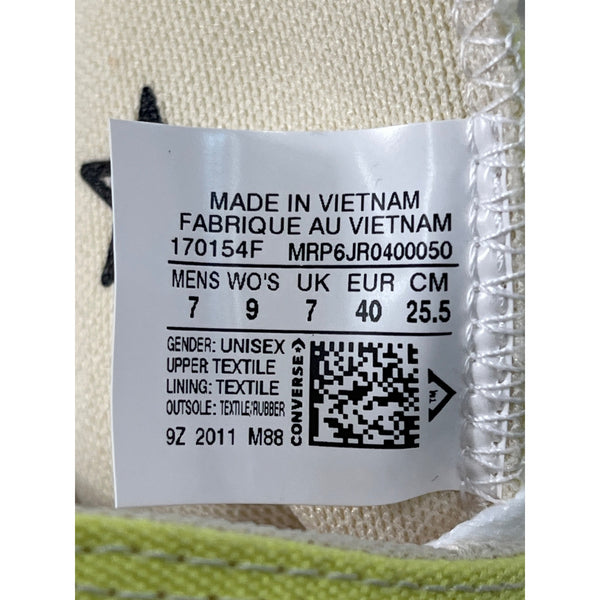 MADE IN VIETNAM
FABRIQUE AU VIETNAM
170154F MRP6JR0400050
MENS WO'S UK EUR CM
7 9 7 40 25.5
GENDER: UNISEX
UPPER: TEXTILE
LINING: TEXTILE
OUTSOLE: TEXTILE/RUBBER
9Z 2011 M88
CONVERSE
TM